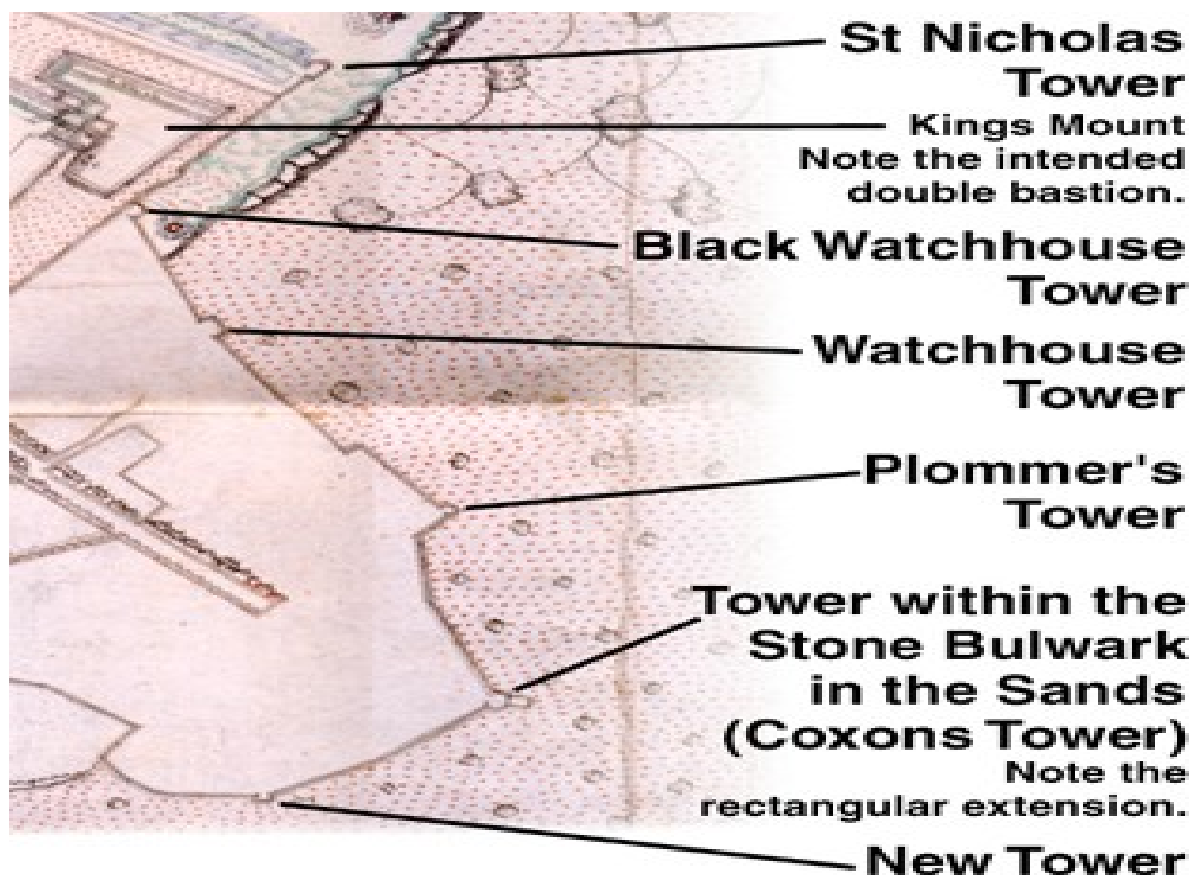 St Nicholas
Tower
Kings Mount
Note the intended
double bastion.
Black Watchhouse
Tower
Watchhouse
Tower
Plommer's
Tower
Tower within the
Stone Bulwark
in the Sands
(Coxons Tower)
Note the
rectangular extension.
New Tower